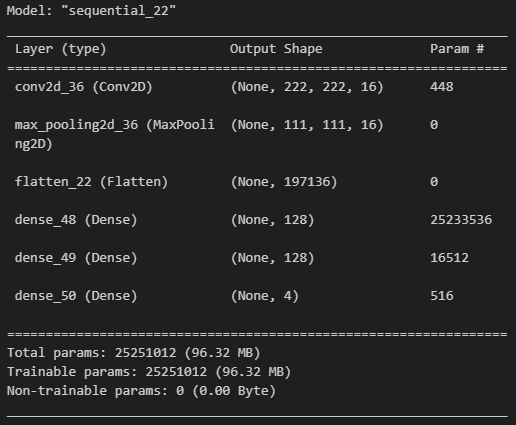 Model: "sequential_22"
Layer (type) Output Shape Param #
conv2d_36 (Conv2D) (None, 222, 222, 16) 448
max_pooling2d_36 (MaxPooli (None, 111, 111, 16) 0
ng2D)
flatten_22 (Flatten) (None, 197136) 0
dense_48 (Dense) (None, 128) 25233536
dense_49 (Dense) (None, 128) 16512
dense_50 (Dense) (None, 4) 516
Total params: 25251012 (96.32 MB)
Trainable params: 25251012 (96.32 MB)
Non-trainable params: 0 (0.00 Byte)